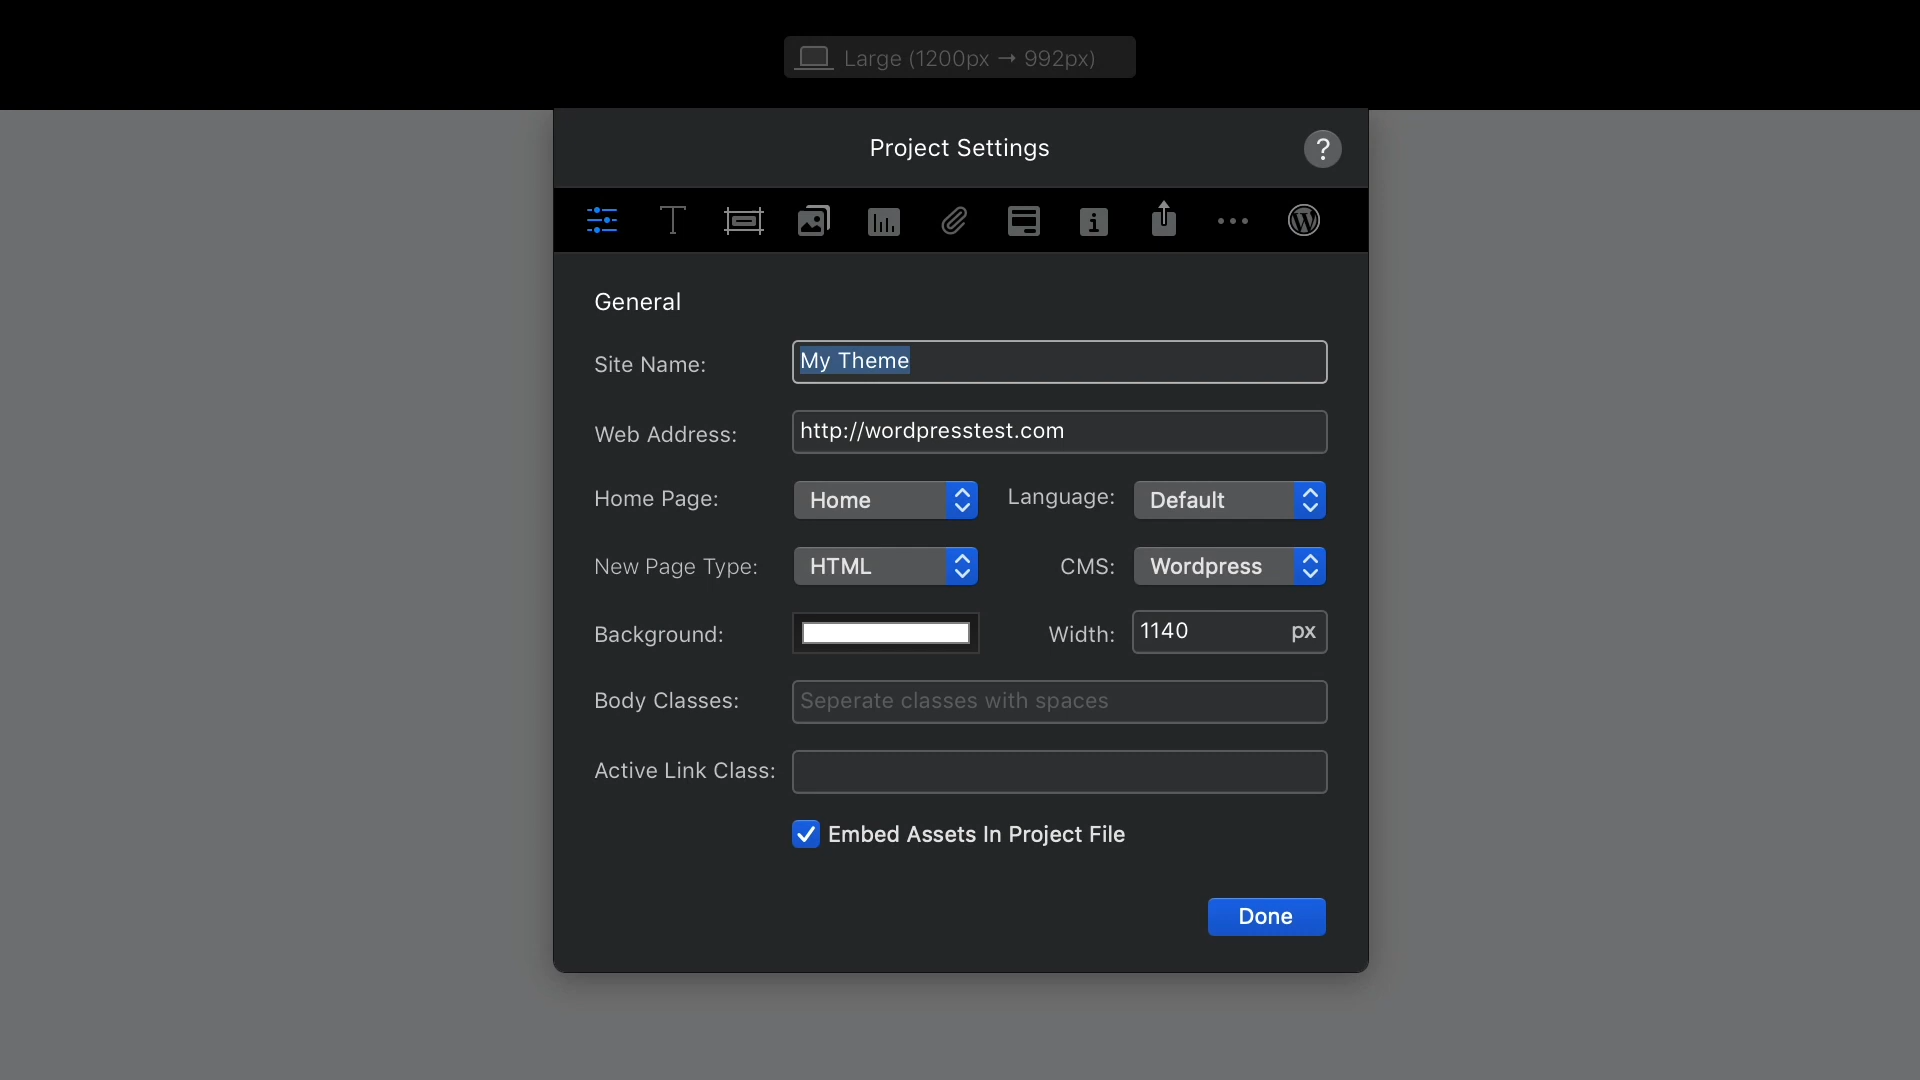 Large (1200px → 992px)
Project Settings
?
General
Site Name: My Theme
Web Address: http://wordpresstest.com
Home Page: Home Language: Default
New Page Type: HTML CMS: Wordpress
Background: Width: 1140 px
Body Classes: Seperate classes with spaces
Active Link Class:
Embed Assets In Project File
Done